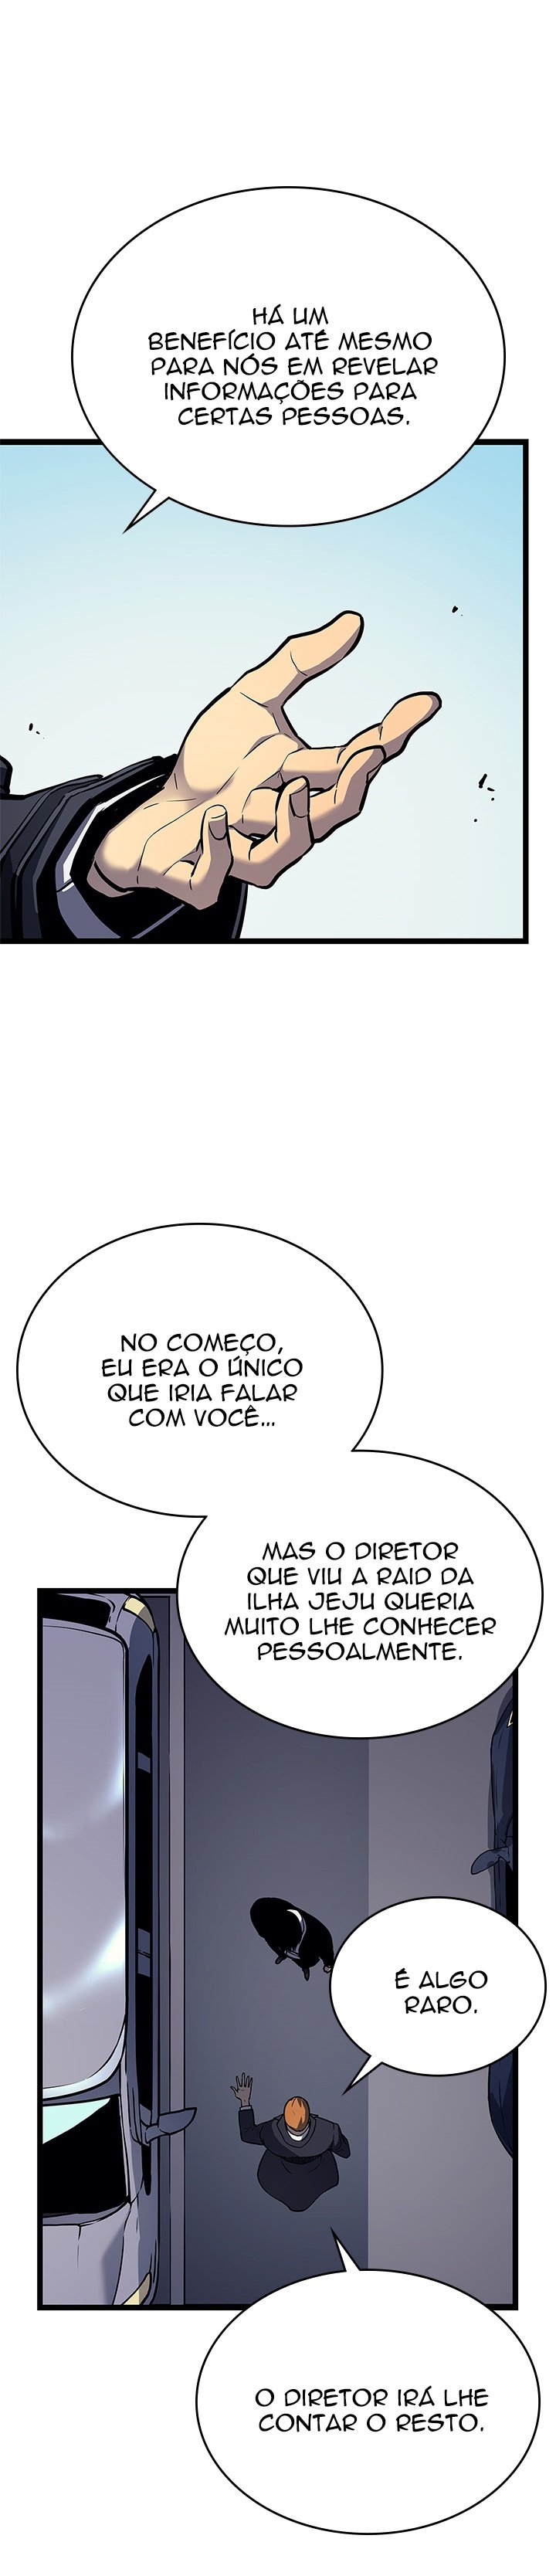 HÁ UM
BENEFÍCIO ATÉ MESMO
PARA NÓS EM REVELAR
INFORMAÇÕES PARA
CERTAS PESSOAS.
NO COMEÇO,
EU ERA O ÚNICO
QUE IRIA FALAR
COM VOCÊ...
MAS O DIRETOR
QUE VIU A RAID DA
ILHA JEJU QUERIA
MUITO LHE CONHECER
PESSOALMENTE.
É ALGO
RARO.
O DIRETOR IRÁ LHE
CONTAR O RESTO.